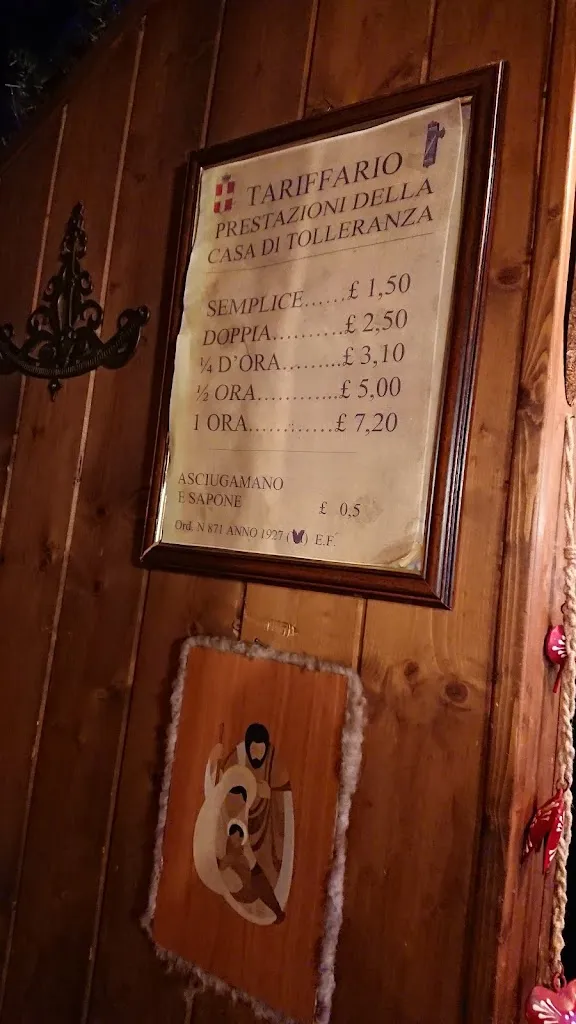 TARIFFARIO
PRESTAZIONI DELLA
CASA DI TOLLERANZA
SEMPLICE......£ 1,50
DOPPIA..........£ 2,50
¼ D'ORA.........£ 3,10
½ ORA............£ 5,00
1 ORA............£ 7,20
ASCIUGAMANO
E SAPONE £ 0,5
Ord. N 871 ANNO 1927 ( ) E.F.